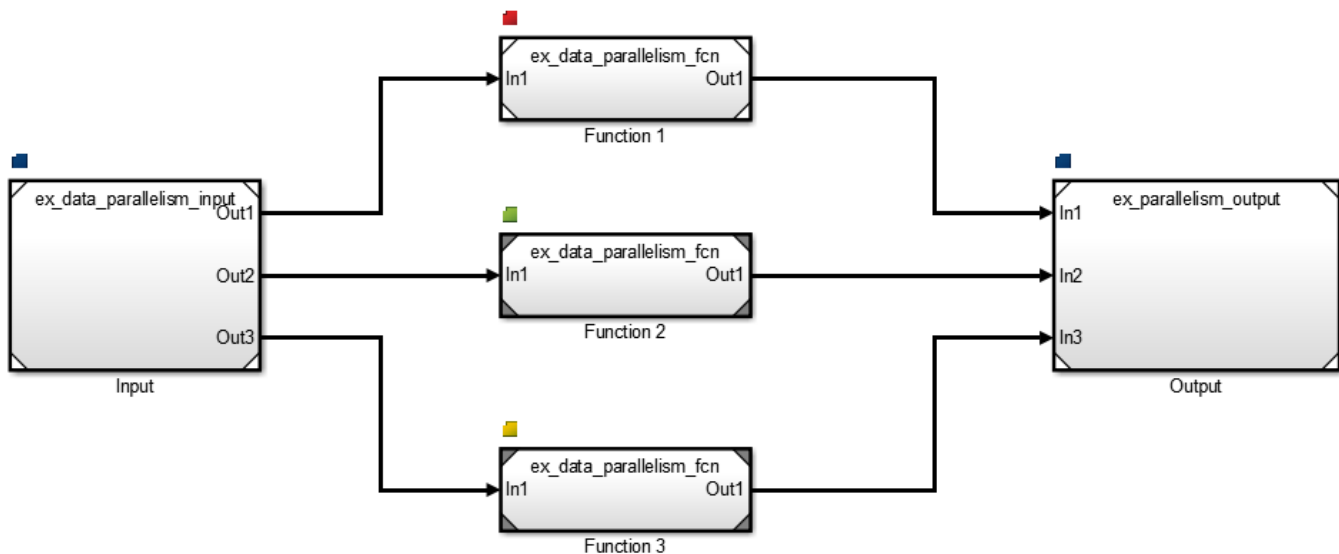 ex_data_parallelism_fcn
In1 Out1
Function 1
ex_data_parallelism_input
Out1
Out2
Out3
Input
ex_data_parallelism_fcn
In1 Out1
Function 2
ex_data_parallelism_fcn
In1 Out1
Function 3
ex_parallelism_output
In1
In2
In3
Output